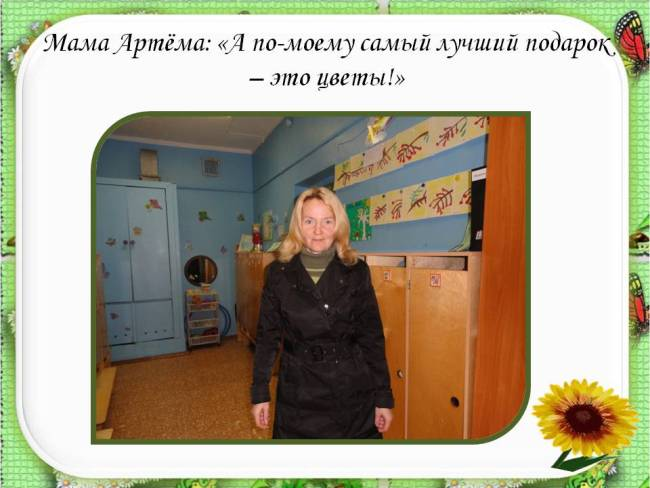 Мама Артёма: «А по-моему самый лучший подарок
– это цветы!»